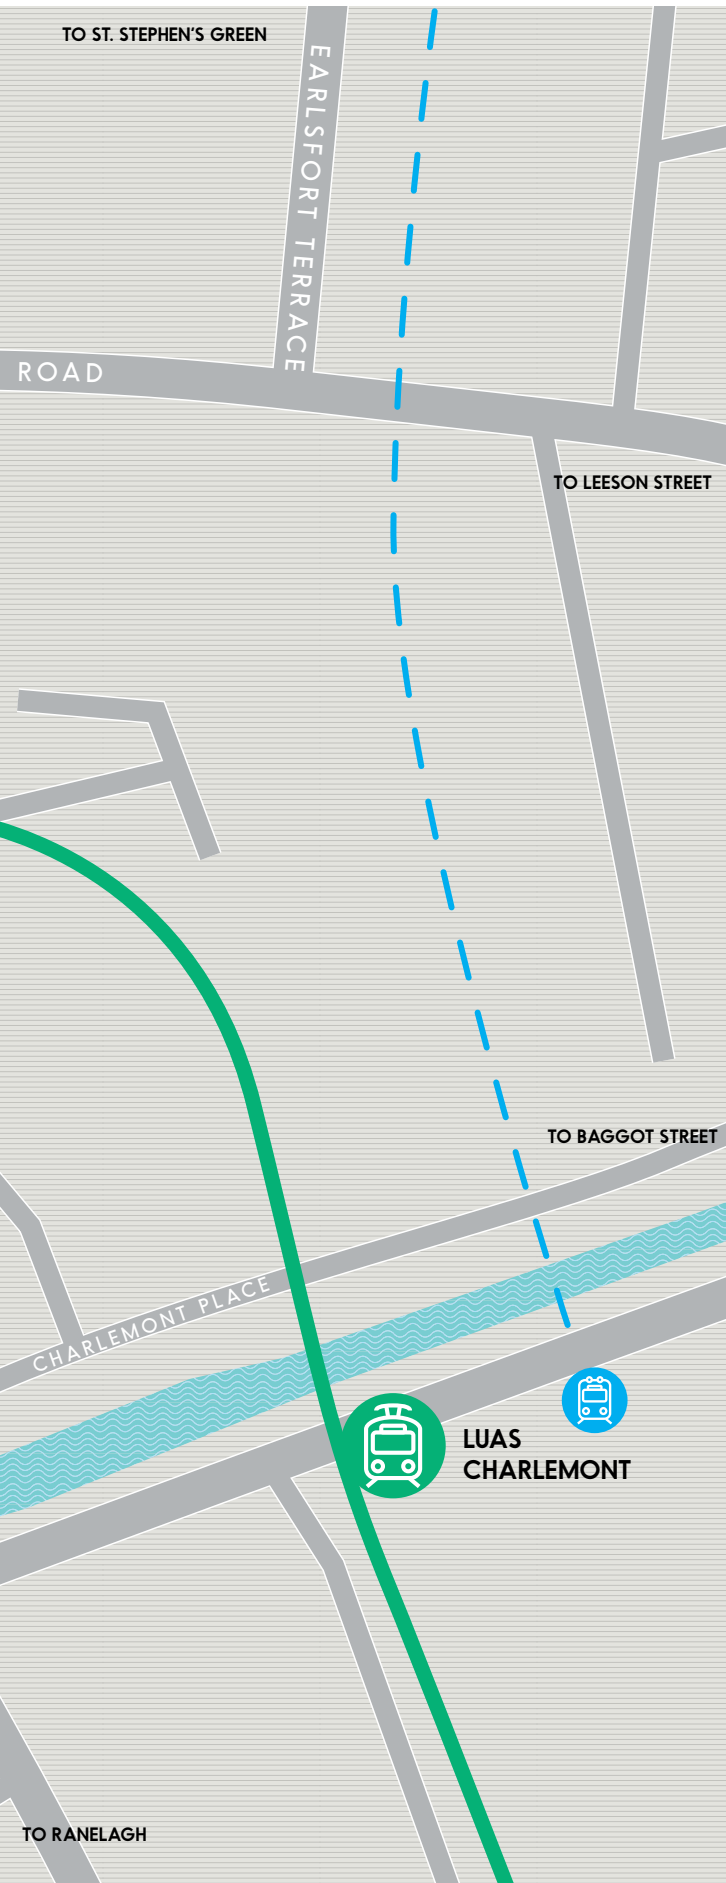 TO ST. STEPHEN'S GREEN
EARLSFORT TERRACE
ROAD
TO LEESON STREET
TO BAGGOT STREET
CHARLEMONT PLACE
LUAS
CHARLEMONT
TO RANELAGH